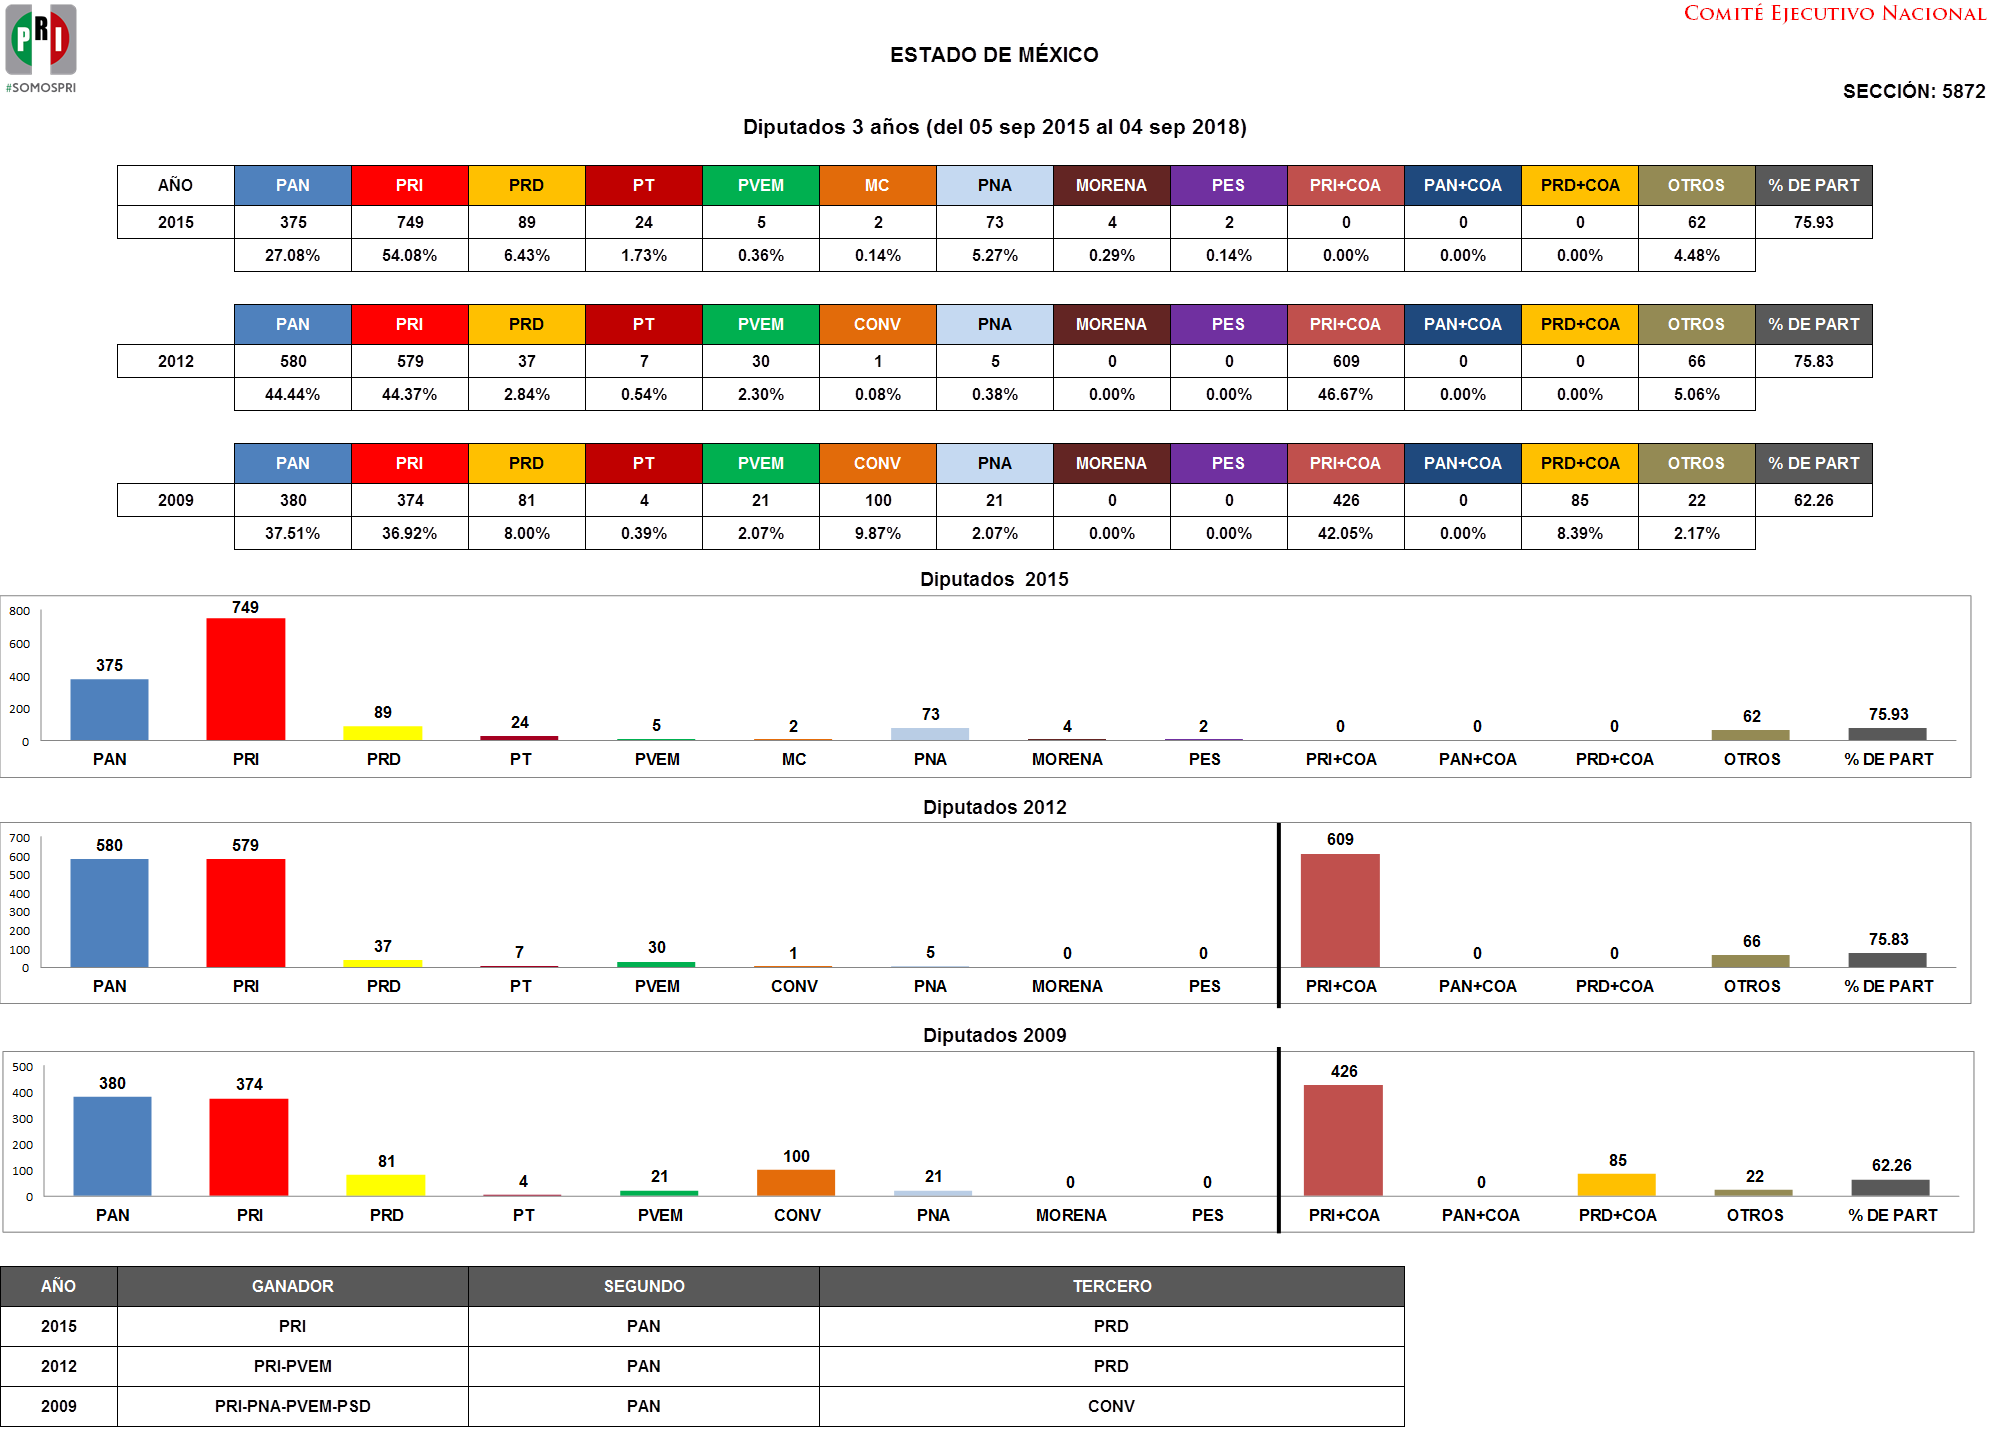 PRI
#SOMOSPRI
COMITÉ EJECUTIVO NACIONAL
ESTADO DE MÉXICO
SECCIÓN: 5872
Diputados 3 años (del 05 sep 2015 al 04 sep 2018)
AÑO PAN PRI PRD PT PVEM MC PNA MORENA PES PRI+COA PAN+COA PRD+COA OTROS % DE PART
2015 375 749 89 24 5 2 73 4 2 0 0 0 62 75.93
27.08% 54.08% 6.43% 1.73% 0.36% 0.14% 5.27% 0.29% 0.14% 0.00% 0.00% 0.00% 4.48%
PAN PRI PRD PT PVEM CONV PNA MORENA PES PRI+COA PAN+COA PRD+COA OTROS % DE PART
2012 580 579 37 7 30 1 5 0 0 609 0 0 66 75.83
44.44% 44.37% 2.84% 0.54% 2.30% 0.08% 0.38% 0.00% 0.00% 46.67% 0.00% 0.00% 5.06%
PAN PRI PRD PT PVEM CONV PNA MORENA PES PRI+COA PAN+COA PRD+COA OTROS % DE PART
2009 380 374 81 4 21 100 21 0 0 426 0 85 22 62.26
37.51% 36.92% 8.00% 0.39% 2.07% 9.87% 2.07% 0.00% 0.00% 42.05% 0.00% 8.39% 2.17%
Diputados 2015
800
600
400
200
0
375 749 89 24 5 2 73 4 2 0 0 0 62 75.93
PAN PRI PRD PT PVEM MC PNA MORENA PES PRI+COA PAN+COA PRD+COA OTROS % DE PART
Diputados 2012
700
600
500
400
300
200
100
0
580 579 37 7 30 1 5 0 0 609 0 0 66 75.83
PAN PRI PRD PT PVEM CONV PNA MORENA PES PRI+COA PAN+COA PRD+COA OTROS % DE PART
Diputados 2009
500
400
300
200
100
0
380 374 81 4 21 100 21 0 0 426 0 85 22 62.26
PAN PRI PRD PT PVEM CONV PNA MORENA PES PRI+COA PAN+COA PRD+COA OTROS % DE PART
AÑO GANADOR SEGUNDO TERCERO
2015 PRI PAN PRD
2012 PRI-PVEM PAN PRD
2009 PRI-PNA-PVEM-PSD PAN CONV